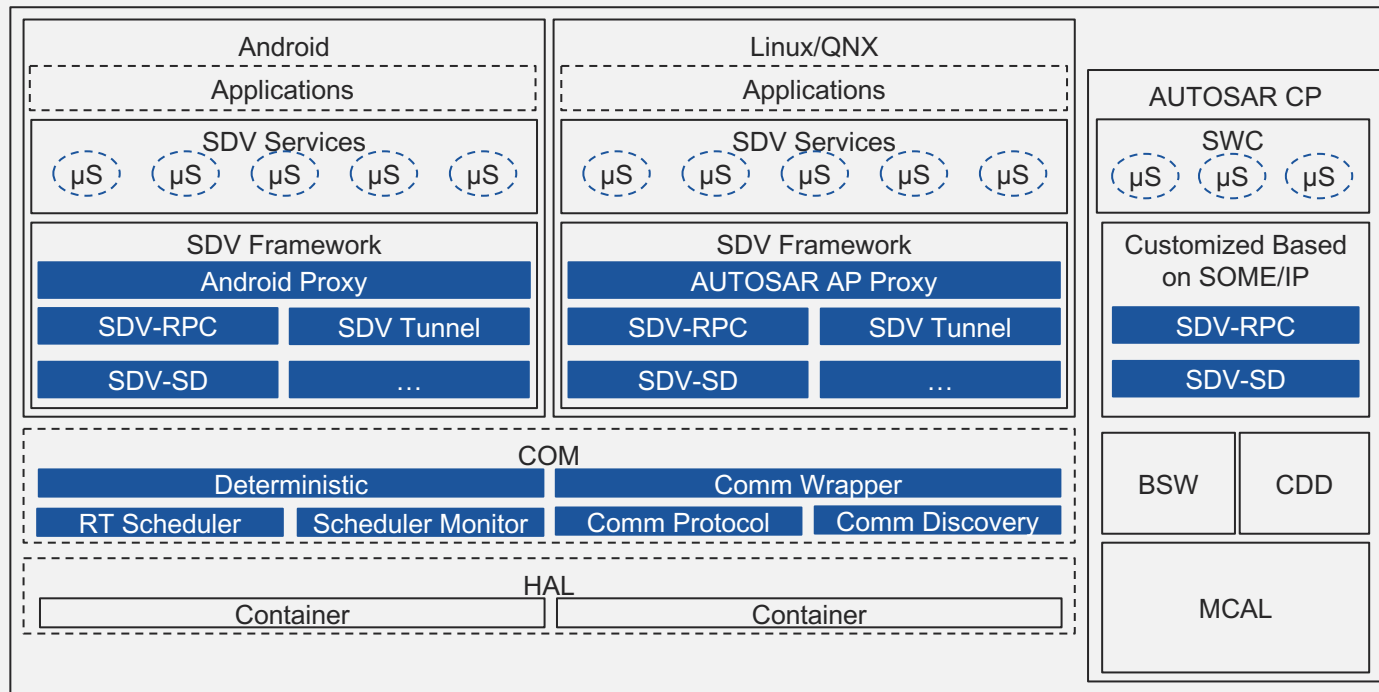 Android
Applications
SDV Services
µS µS µS µS µS
SDV Framework
Android Proxy
SDV-RPC SDV Tunnel
SDV-SD …
Linux/QNX
Applications
SDV Services
µS µS µS µS µS
SDV Framework
AUTOSAR AP Proxy
SDV-RPC SDV Tunnel
SDV-SD …
COM
Deterministic Comm Wrapper
RT Scheduler Scheduler Monitor Comm Protocol Comm Discovery
HAL
Container Container
AUTOSAR CP
SWC
µS µS µS
Customized Based
on SOME/IP
SDV-RPC
SDV-SD
BSW CDD
MCAL